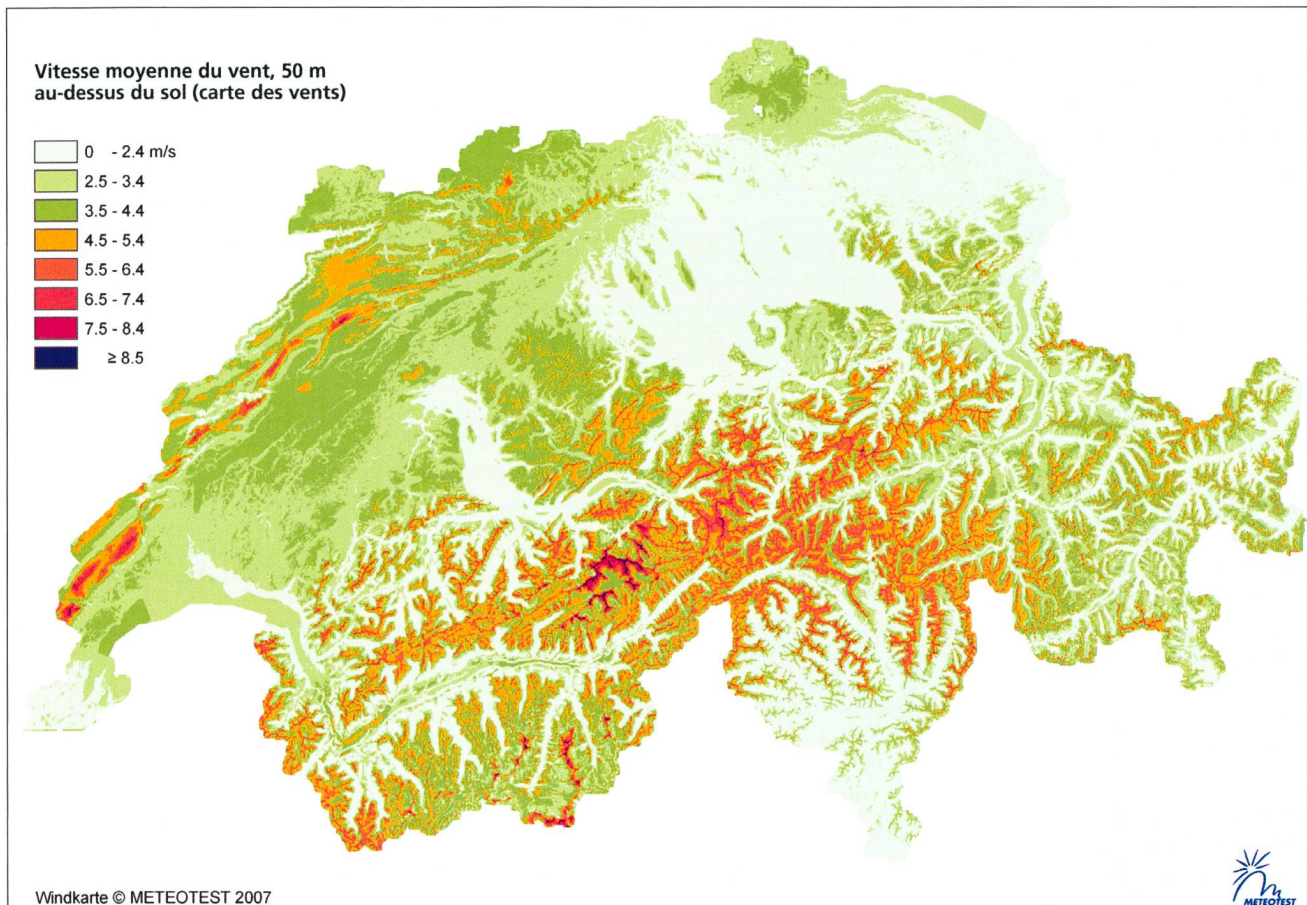 Vitesse moyenne du vent, 50 m
au-dessus du sol (carte des vents)
0 - 2.4 m/s
2.5 - 3.4
3.5 - 4.4
4.5 - 5.4
5.5 - 6.4
6.5 - 7.4
7.5 - 8.4
≥ 8.5
Windkarte © METEOTEST 2007
METEOTEST